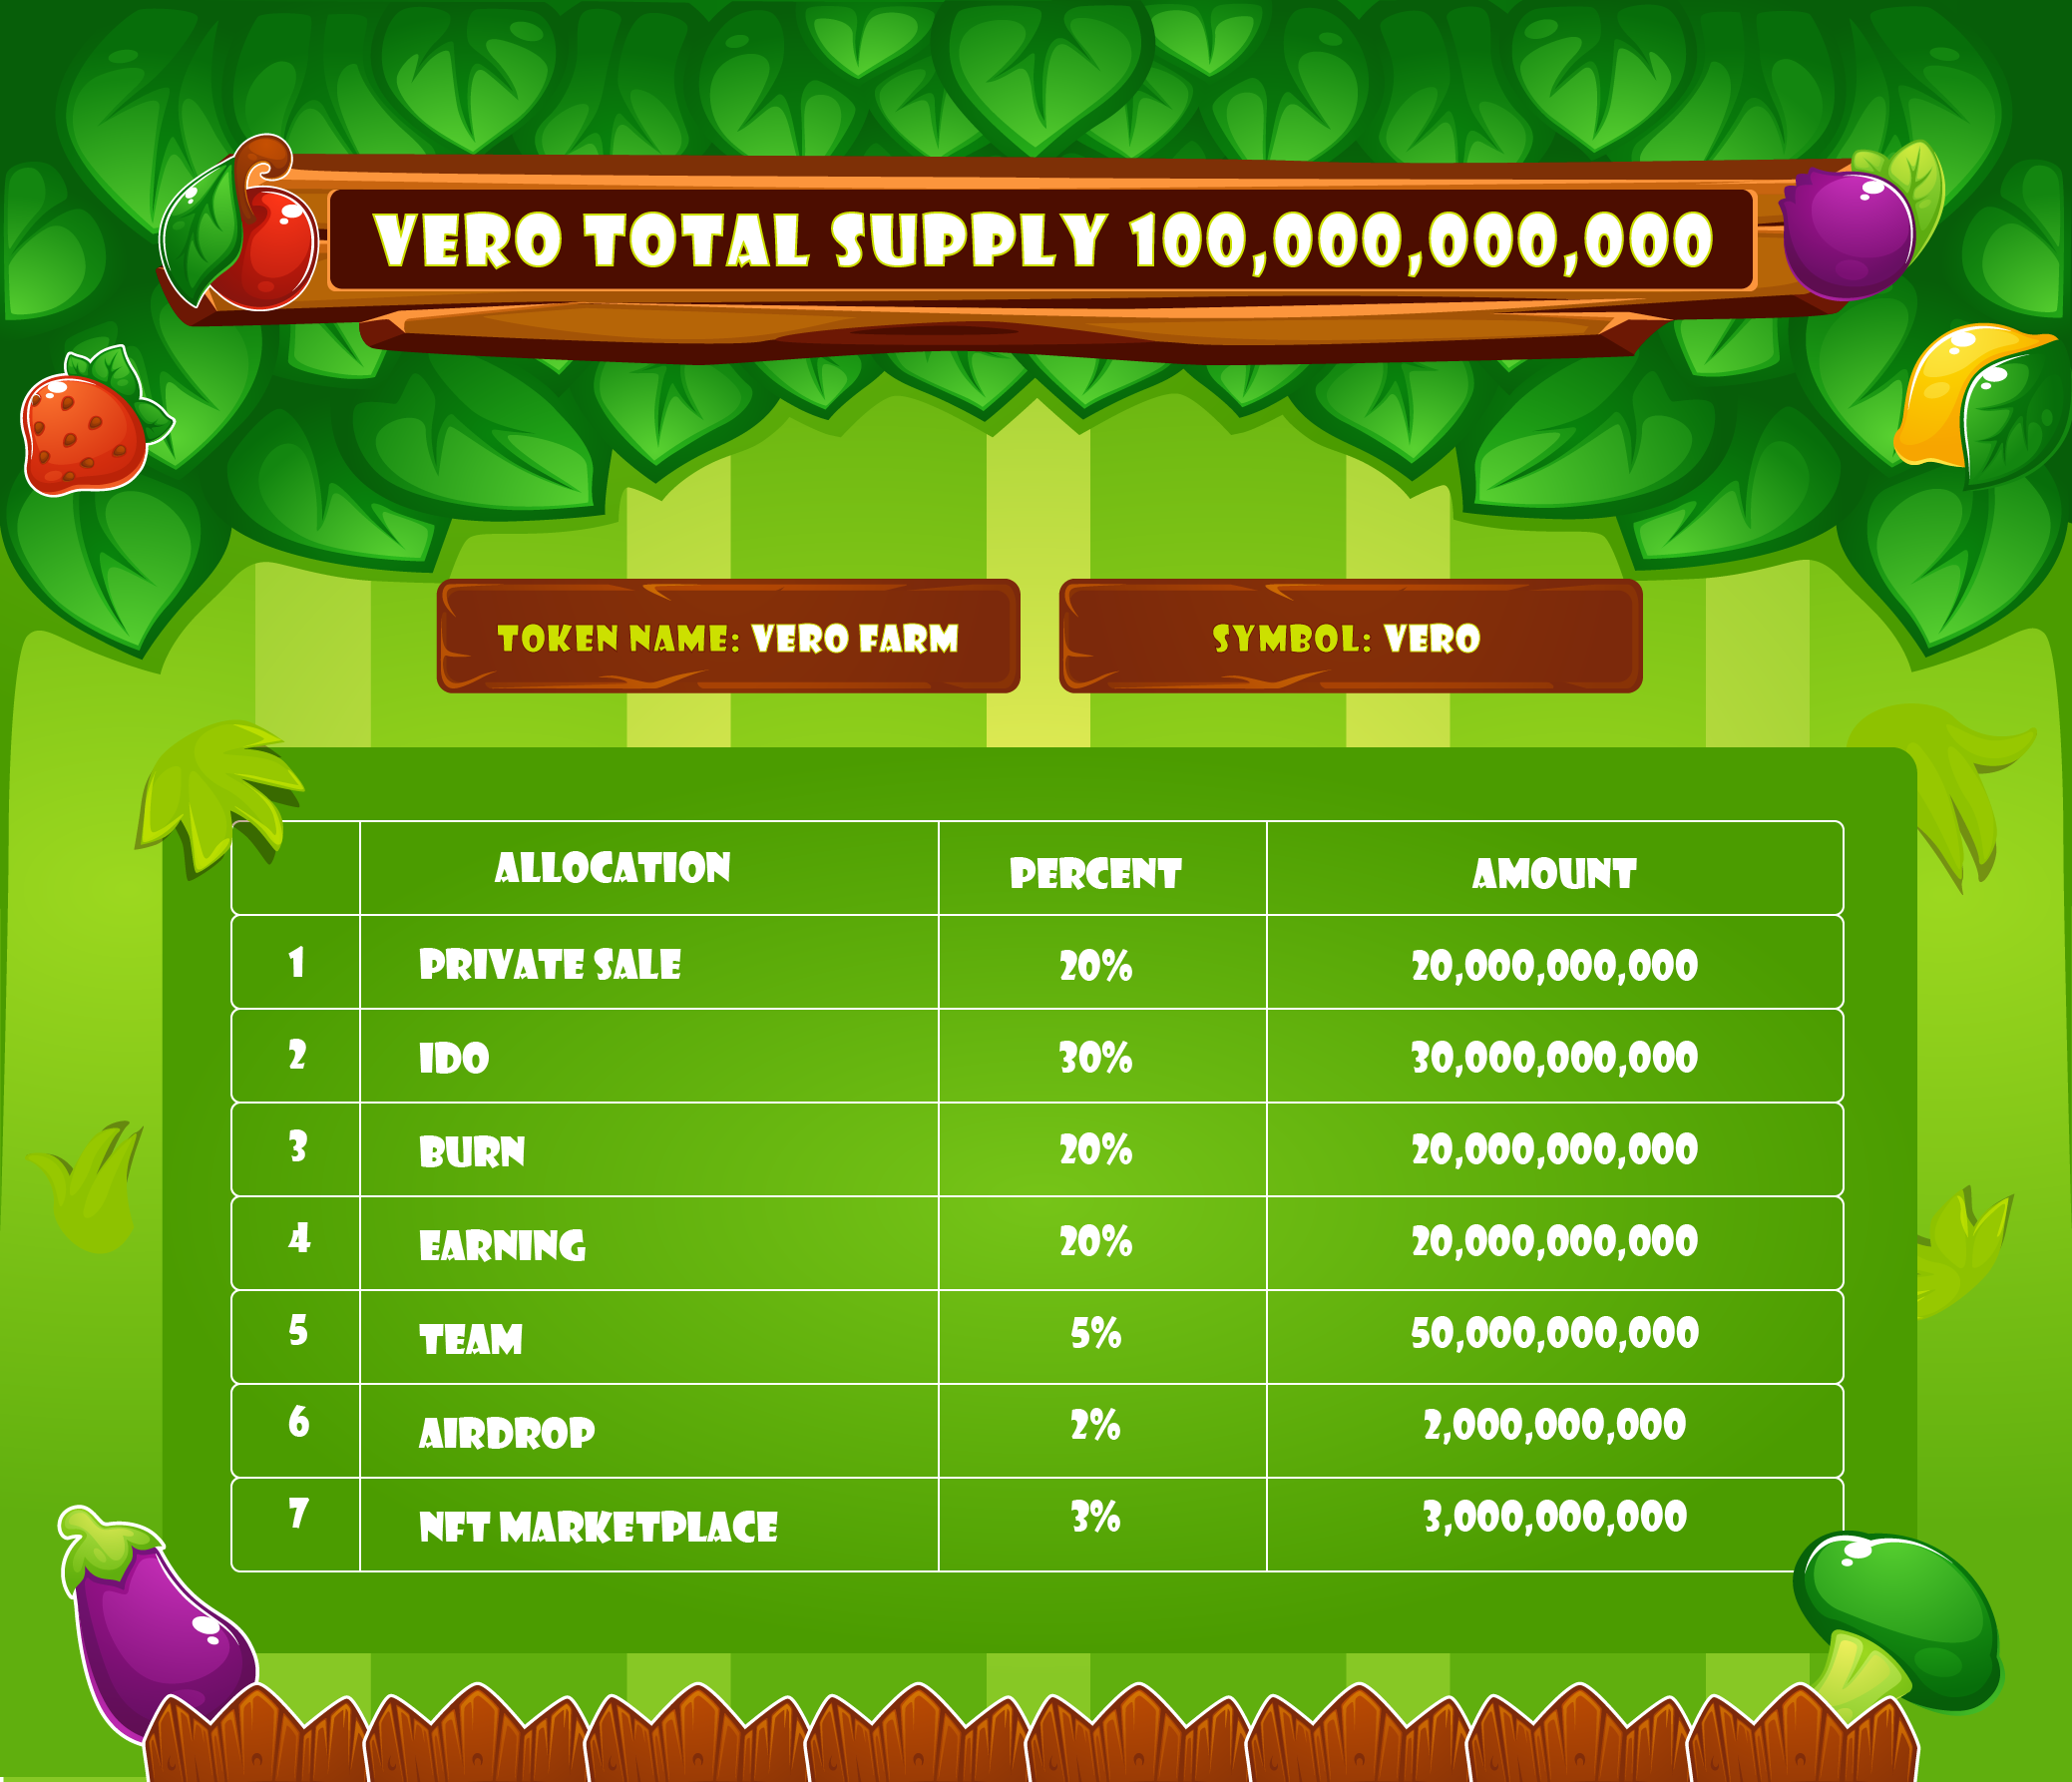 VERO TOTAL SUPPLY 100,000,000,000
TOKEN NAME: VERO FARM
SYMBOL: VERO
ALLOCATION PERCENT AMOUNT
1 PRIVATE SALE 20% 20,000,000,000
2 IDO 30% 30,000,000,000
3 BURN 20% 20,000,000,000
4 EARNING 20% 20,000,000,000
5 TEAM 5% 50,000,000,000
6 AIRDROP 2% 2,000,000,000
7 NFT MARKETPLACE 3% 3,000,000,000